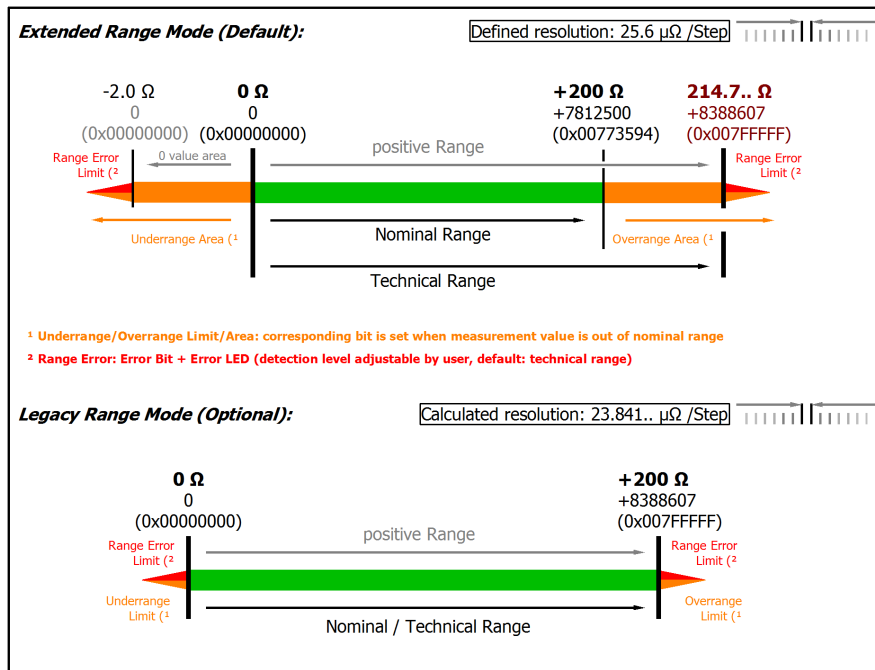 Extended Range Mode (Default):
Defined resolution: 25.6 µΩ /Step
-2.0 Ω
0
(0x00000000)
0 Ω
0
(0x00000000)
+200 Ω
+7812500
(0x00773594)
214.7.. Ω
+8388607
(0x007FFFFF)
Range Error
Limit (²
0 value area
positive Range
Range Error
Limit (²
Underrange Area (¹
Nominal Range
Overrange Area (¹
Technical Range
¹ Underrange/Overrange Limit/Area: corresponding bit is set when measurement value is out of nominal range
² Range Error: Error Bit + Error LED (detection level adjustable by user, default: technical range)
Legacy Range Mode (Optional):
Calculated resolution: 23.841.. µΩ /Step
0 Ω
0
(0x00000000)
+200 Ω
+8388607
(0x007FFFFF)
Range Error
Limit (²
positive Range
Range Error
Limit (²
Underrange
Limit (¹
Nominal / Technical Range
Overrange
Limit (¹